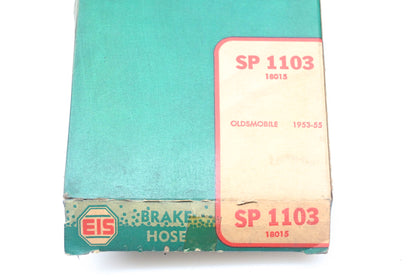 SP 1103
18015
OLDSMOBILE 1953-55
EIS
BRAKE
HOSE
SP 1103
18015